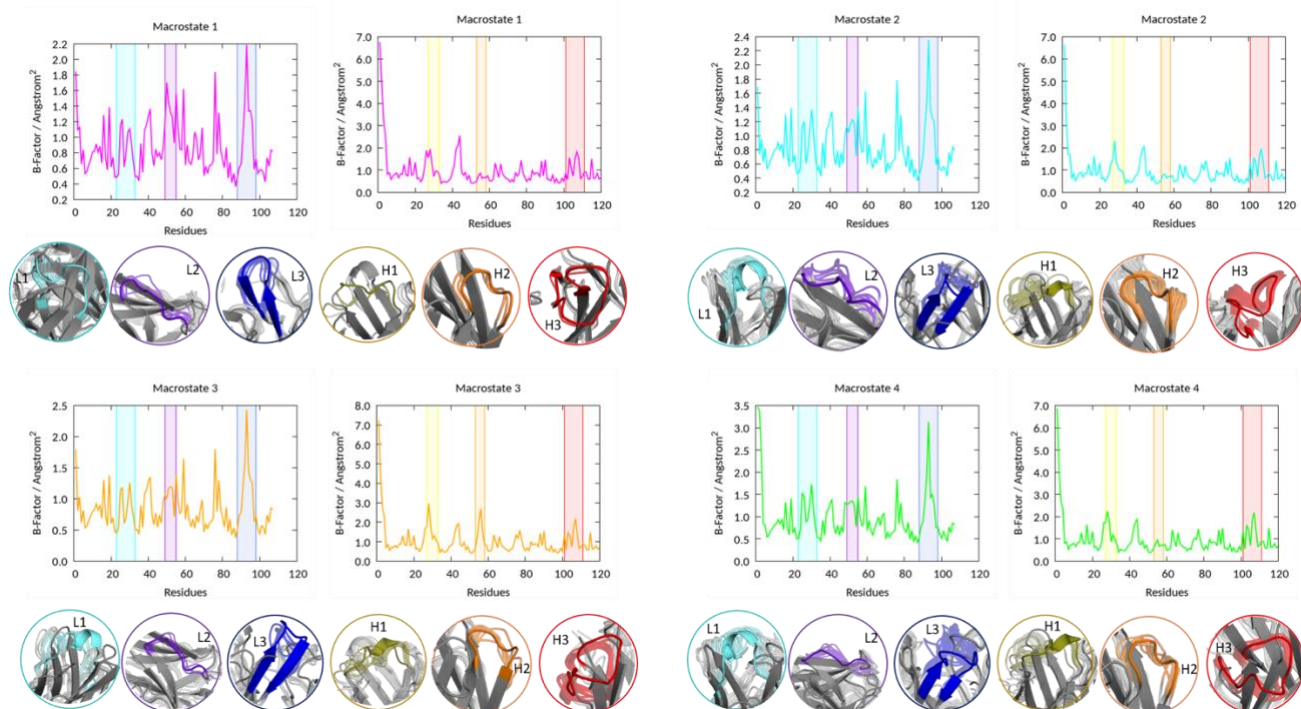 Macrostate 1
B-Factor / Angstrom²
2.2
2.0
1.8
1.6
1.4
1.2
1.0
0.8
0.6
0.4
0.2
0 20 40 60 80 100 120
Residues
Macrostate 1
B-Factor / Angstrom²
7.0
6.0
5.0
4.0
3.0
2.0
1.0
0.0
0 20 40 60 80 100 120
Residues
Macrostate 2
B-Factor / Angstrom²
2.4
2.2
2.0
1.8
1.6
1.4
1.2
1.0
0.8
0.6
0.4
0.2
0 20 40 60 80 100 120
Residues
Macrostate 2
B-Factor / Angstrom²
7.0
6.0
5.0
4.0
3.0
2.0
1.0
0.0
0 20 40 60 80 100 120
Residues
L1
L2
L3
H1
H2
H3
L1
L2
L3
H1
H2
H3
Macrostate 3
B-Factor / Angstrom²
2.5
2.0
1.5
1.0
0.5
0.0
0 20 40 60 80 100 120
Residues
Macrostate 3
B-Factor / Angstrom²
8.0
7.0
6.0
5.0
4.0
3.0
2.0
1.0
0.0
0 20 40 60 80 100 120
Residues
Macrostate 4
B-Factor / Angstrom²
3.5
3.0
2.5
2.0
1.5
1.0
0.5
0.0
0 20 40 60 80 100 120
Residues
Macrostate 4
B-Factor / Angstrom²
7.0
6.0
5.0
4.0
3.0
2.0
1.0
0.0
0 20 40 60 80 100 120
Residues
L1
L2
L3
H1
H2
H3
L1
L2
L3
H1
H2
H3